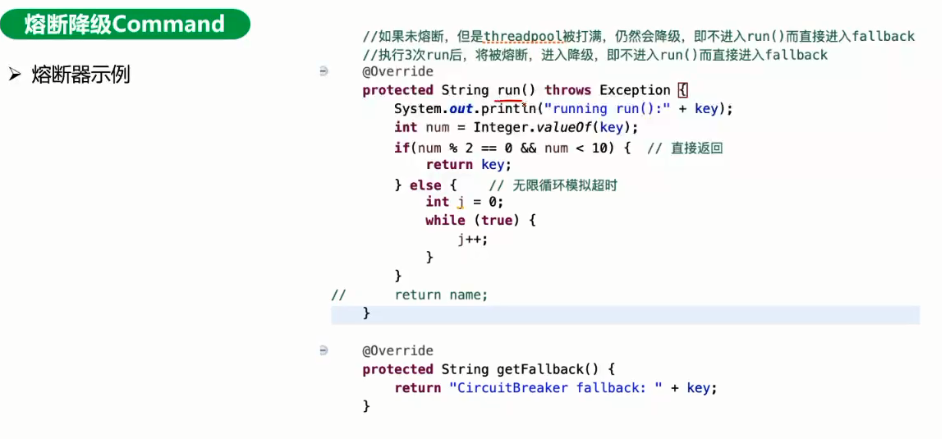 熔断降级Command
➢ 熔断器示例
//如果未熔断，但是threadpool被打满，仍然会降级，即不进入run()而直接进入fallback
//执行3次run后，将被熔断，进入降级，即不进入run()而直接进入fallback
@Override
protected String run() throws Exception {
System.out.println("running run():" + key);
int num = Integer.valueOf(key);
if(num % 2 == 0 && num < 10) { // 直接返回
return key;
} else { // 无限循环模拟超时
int j = 0;
while (true) {
j++;
}
}
// return name;
}
@Override
protected String getFallback() {
return "CircuitBreaker fallback: " + key;
}